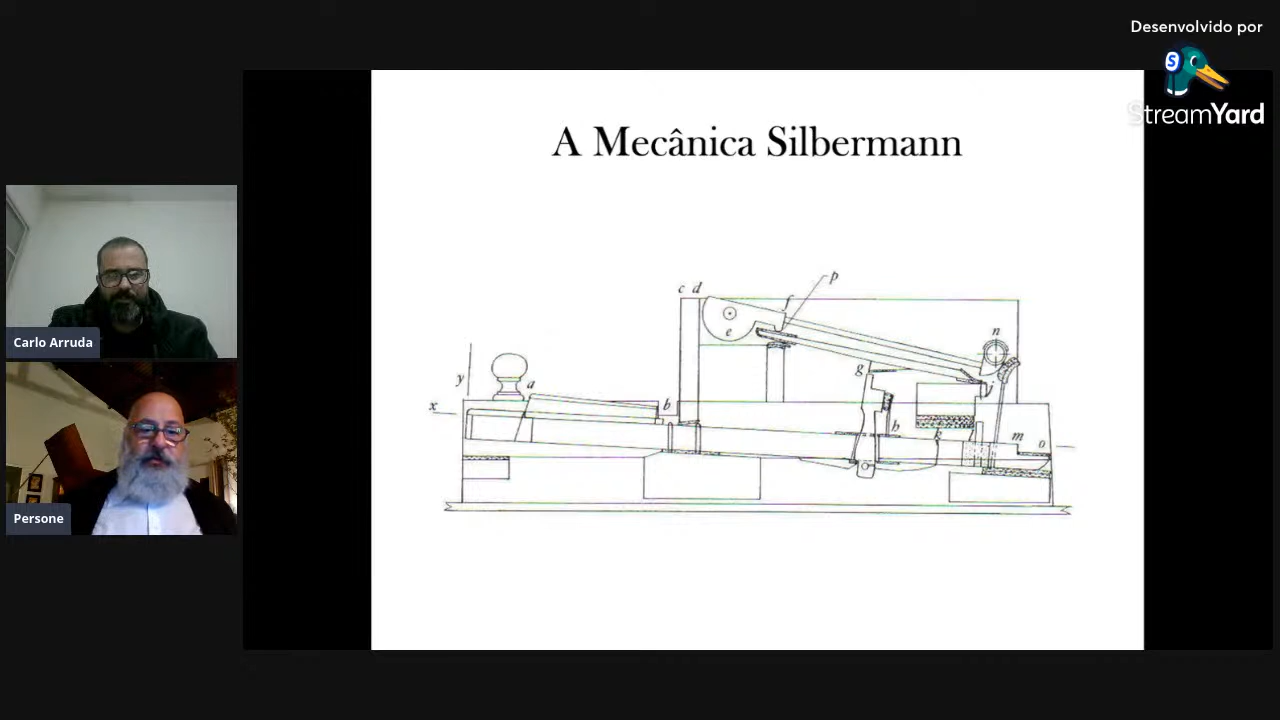 Desenvolvido por
StreamYard
A Mecânica Silbermann
Carlo Arruda
Persone
p
c d
f
e
n
g
y
a
x
b
j
h
k
m
o